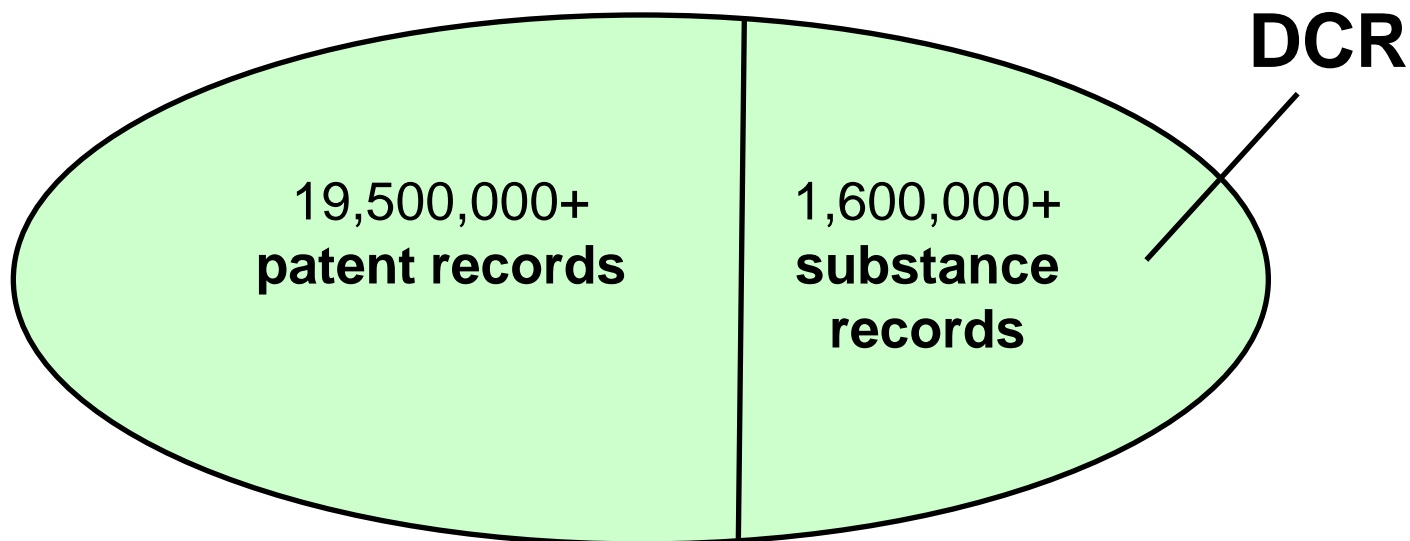 DCR
19,500,000+
patent records
1,600,000+
substance
records